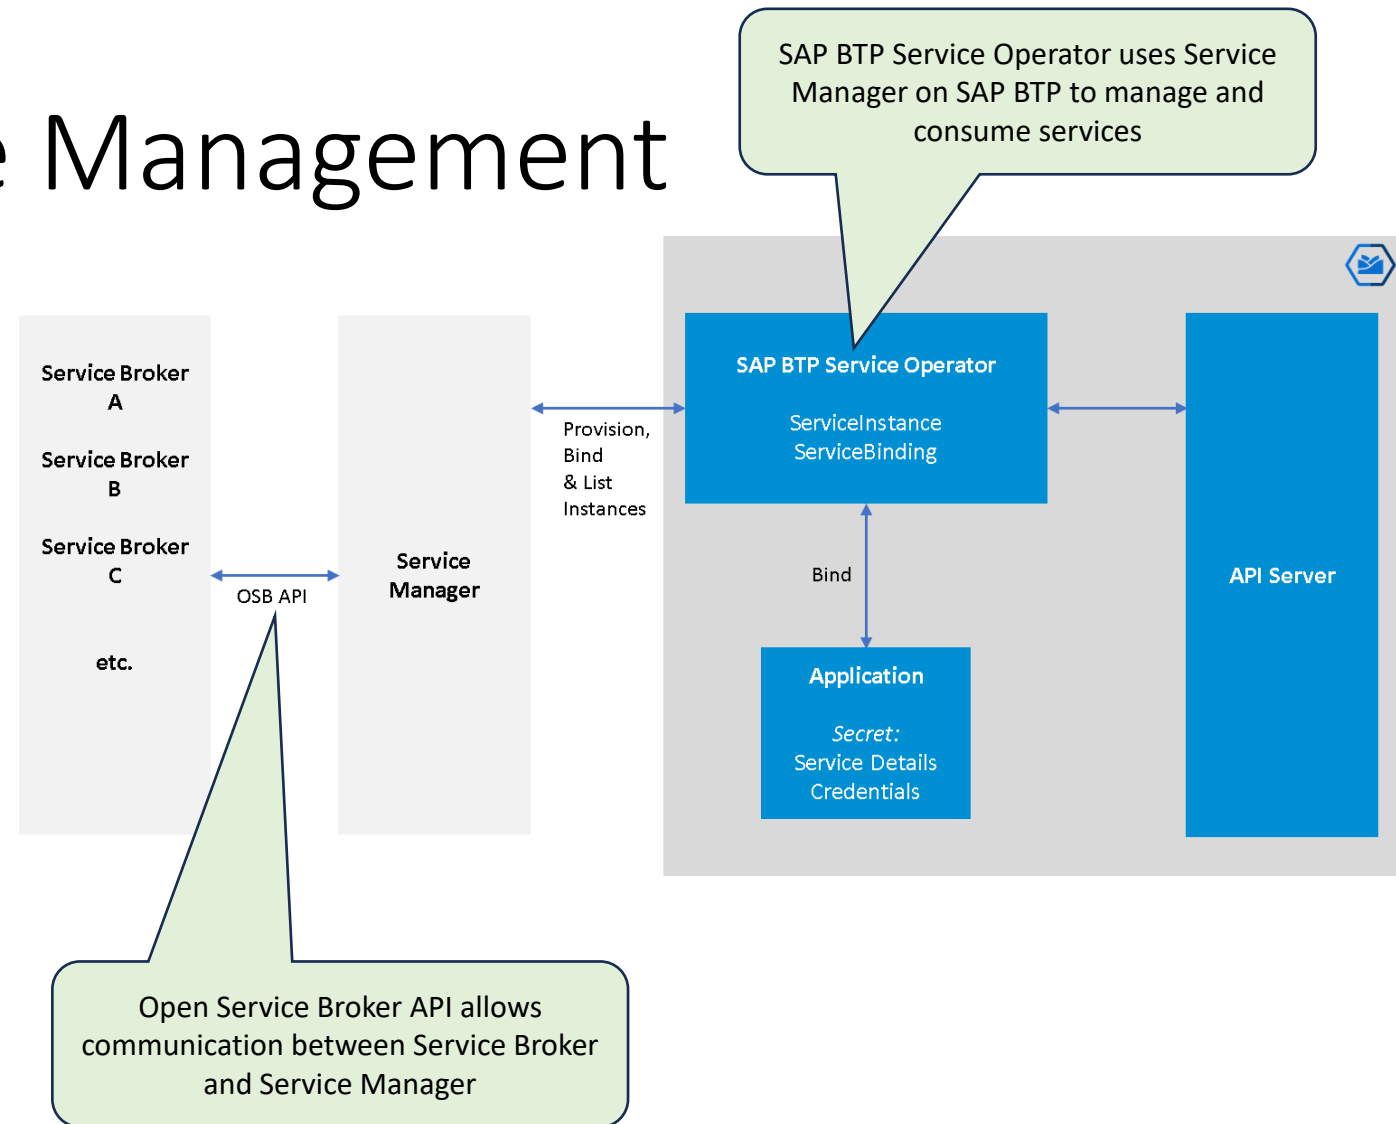 SAP BTP Service Operator uses Service
Manager on SAP BTP to manage and
consume services
e Management
Service Broker
A
Service Broker
B
Service Broker
C
etc.
OSB API
Service
Manager
Provision,
Bind
& List
Instances
SAP BTP Service Operator
ServiceInstance
ServiceBinding
Bind
Application
Secret:
Service Details
Credentials
API Server
Open Service Broker API allows
communication between Service Broker
and Service Manager